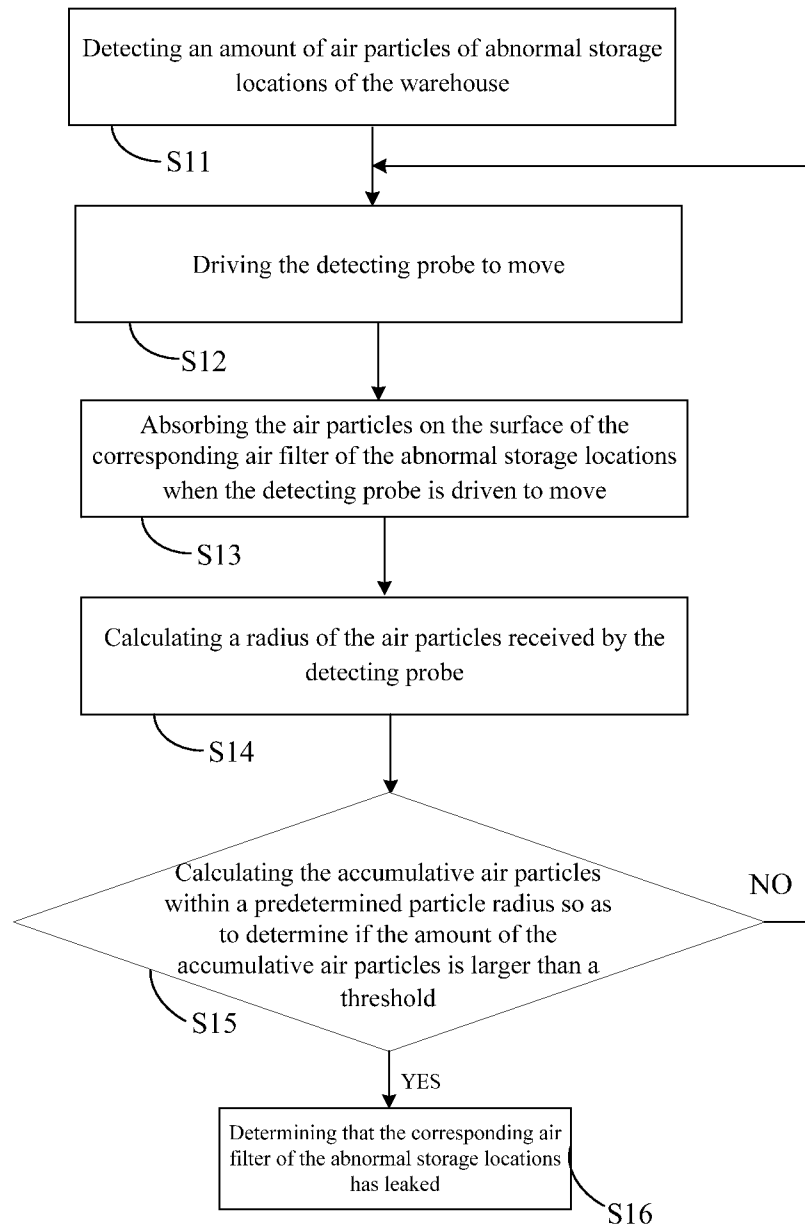 Detecting an amount of air particles of abnormal storage
locations of the warehouse
S11
Driving the detecting probe to move
S12
Absorbing the air particles on the surface of the
corresponding air filter of the abnormal storage locations
when the detecting probe is driven to move
S13
Calculating a radius of the air particles received by the
detecting probe
S14
Calculating the accumulative air particles
within a predetermined particle radius so as
to determine if the amount of the
accumulative air particles is larger than a
threshold
NO
S15
YES
Determining that the corresponding air
filter of the abnormal storage locations
has leaked
S16